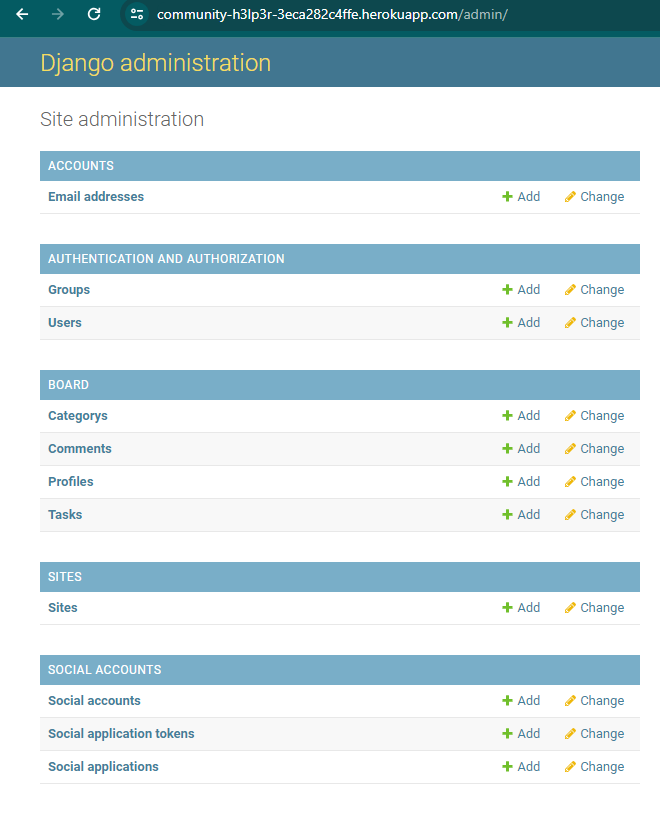 community-h3lp3r-3eca282c4ffe.herokuapp.com/admin/
Django administration
Site administration
ACCOUNTS
Email addresses Add Change
AUTHENTICATION AND AUTHORIZATION
Groups Add Change
Users Add Change
BOARD
Categorys Add Change
Comments Add Change
Profiles Add Change
Tasks Add Change
SITES
Sites Add Change
SOCIAL ACCOUNTS
Social accounts Add Change
Social application tokens Add Change
Social applications Add Change